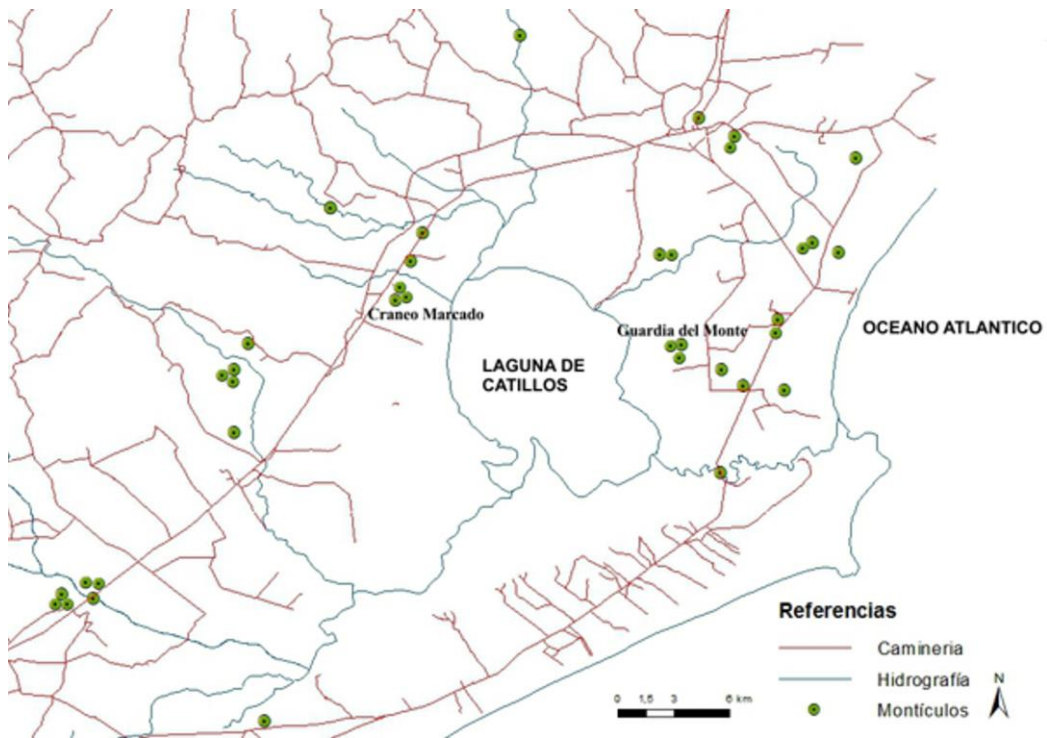 Craneo Marcado
Guardia del Monte
OCEANO ATLANTICO
LAGUNA DE
CATILLOS
Referencias
Camineria
Hidrografía
Montículos
0 1,5 3 6 km
N